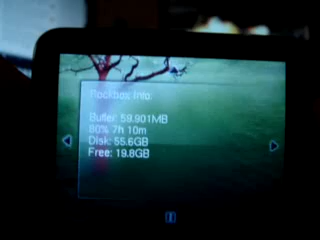 Rockbox Info:
Buffer: 59.901MB
80% 7h 10m
Disk: 55.6GB
Free: 19.8GB